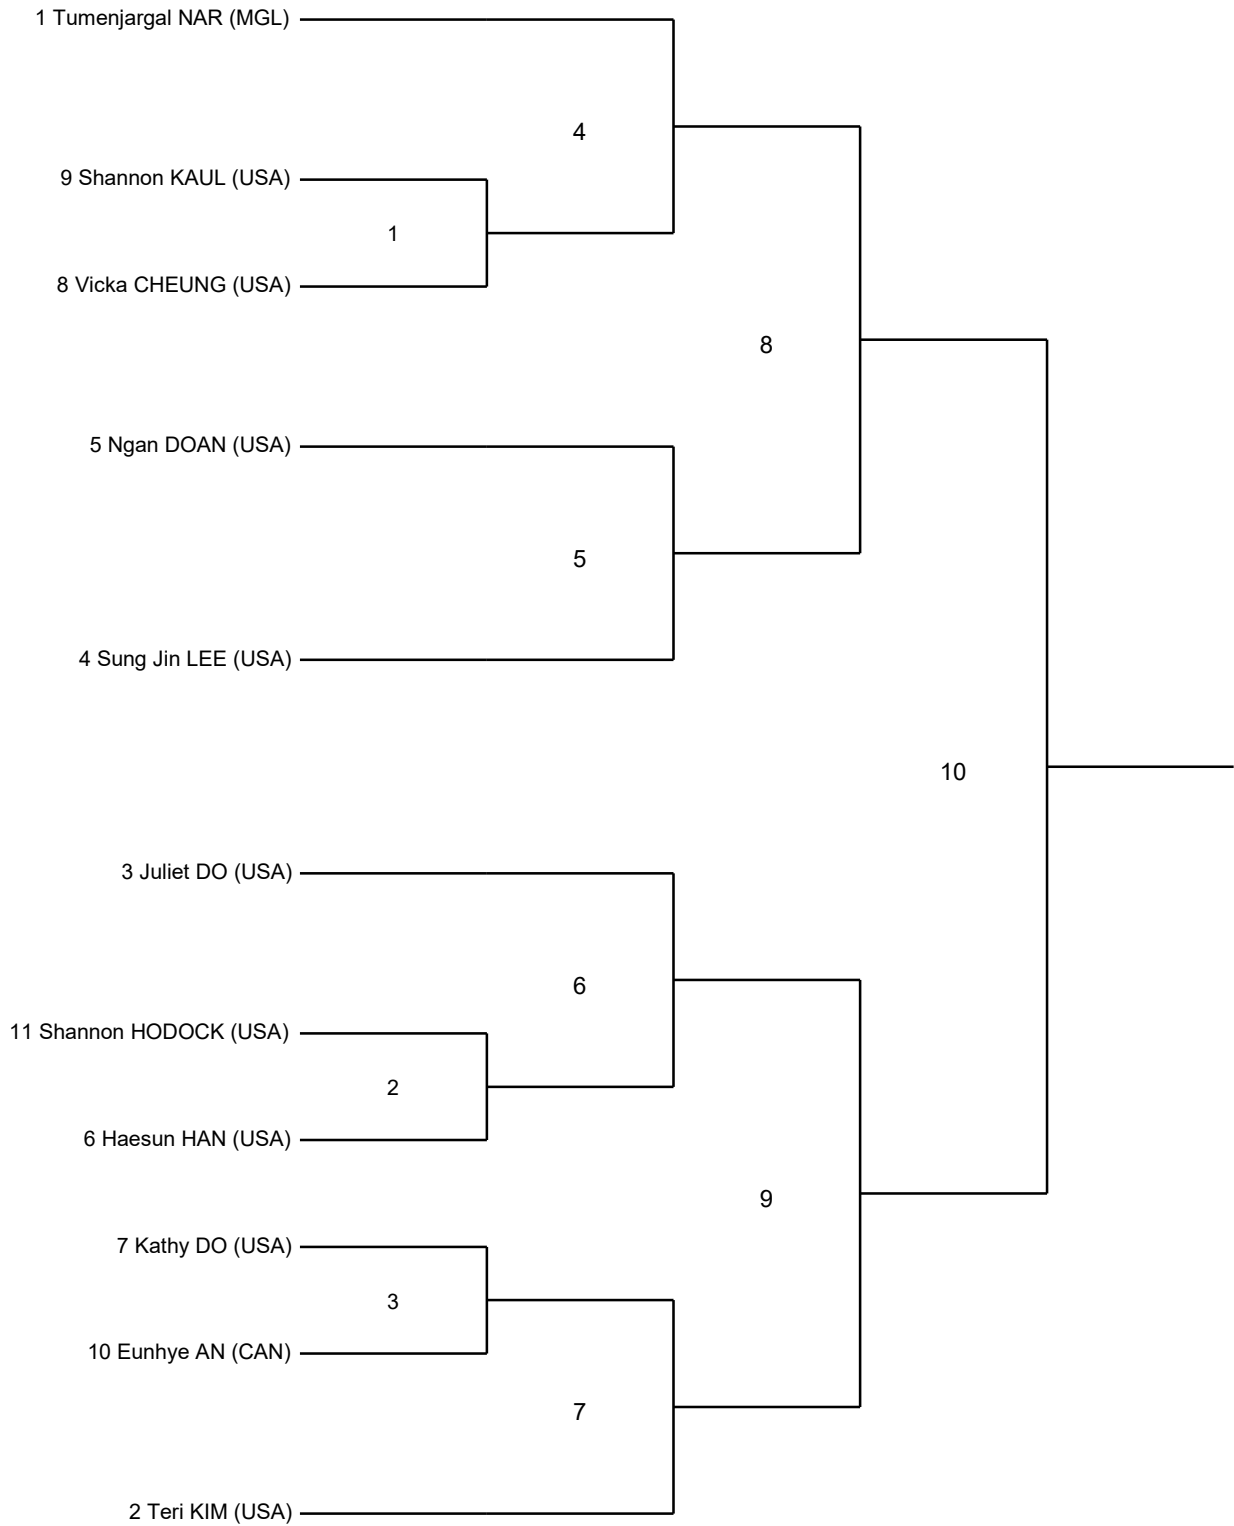 1 Tumenjargal NAR (MGL)
4
9 Shannon KAUL (USA)
1
8 Vicka CHEUNG (USA)
8
5 Ngan DOAN (USA)
5
4 Sung Jin LEE (USA)
10
3 Juliet DO (USA)
6
11 Shannon HODOCK (USA)
2
6 Haesun HAN (USA)
9
7 Kathy DO (USA)
3
10 Eunhye AN (CAN)
7
2 Teri KIM (USA)